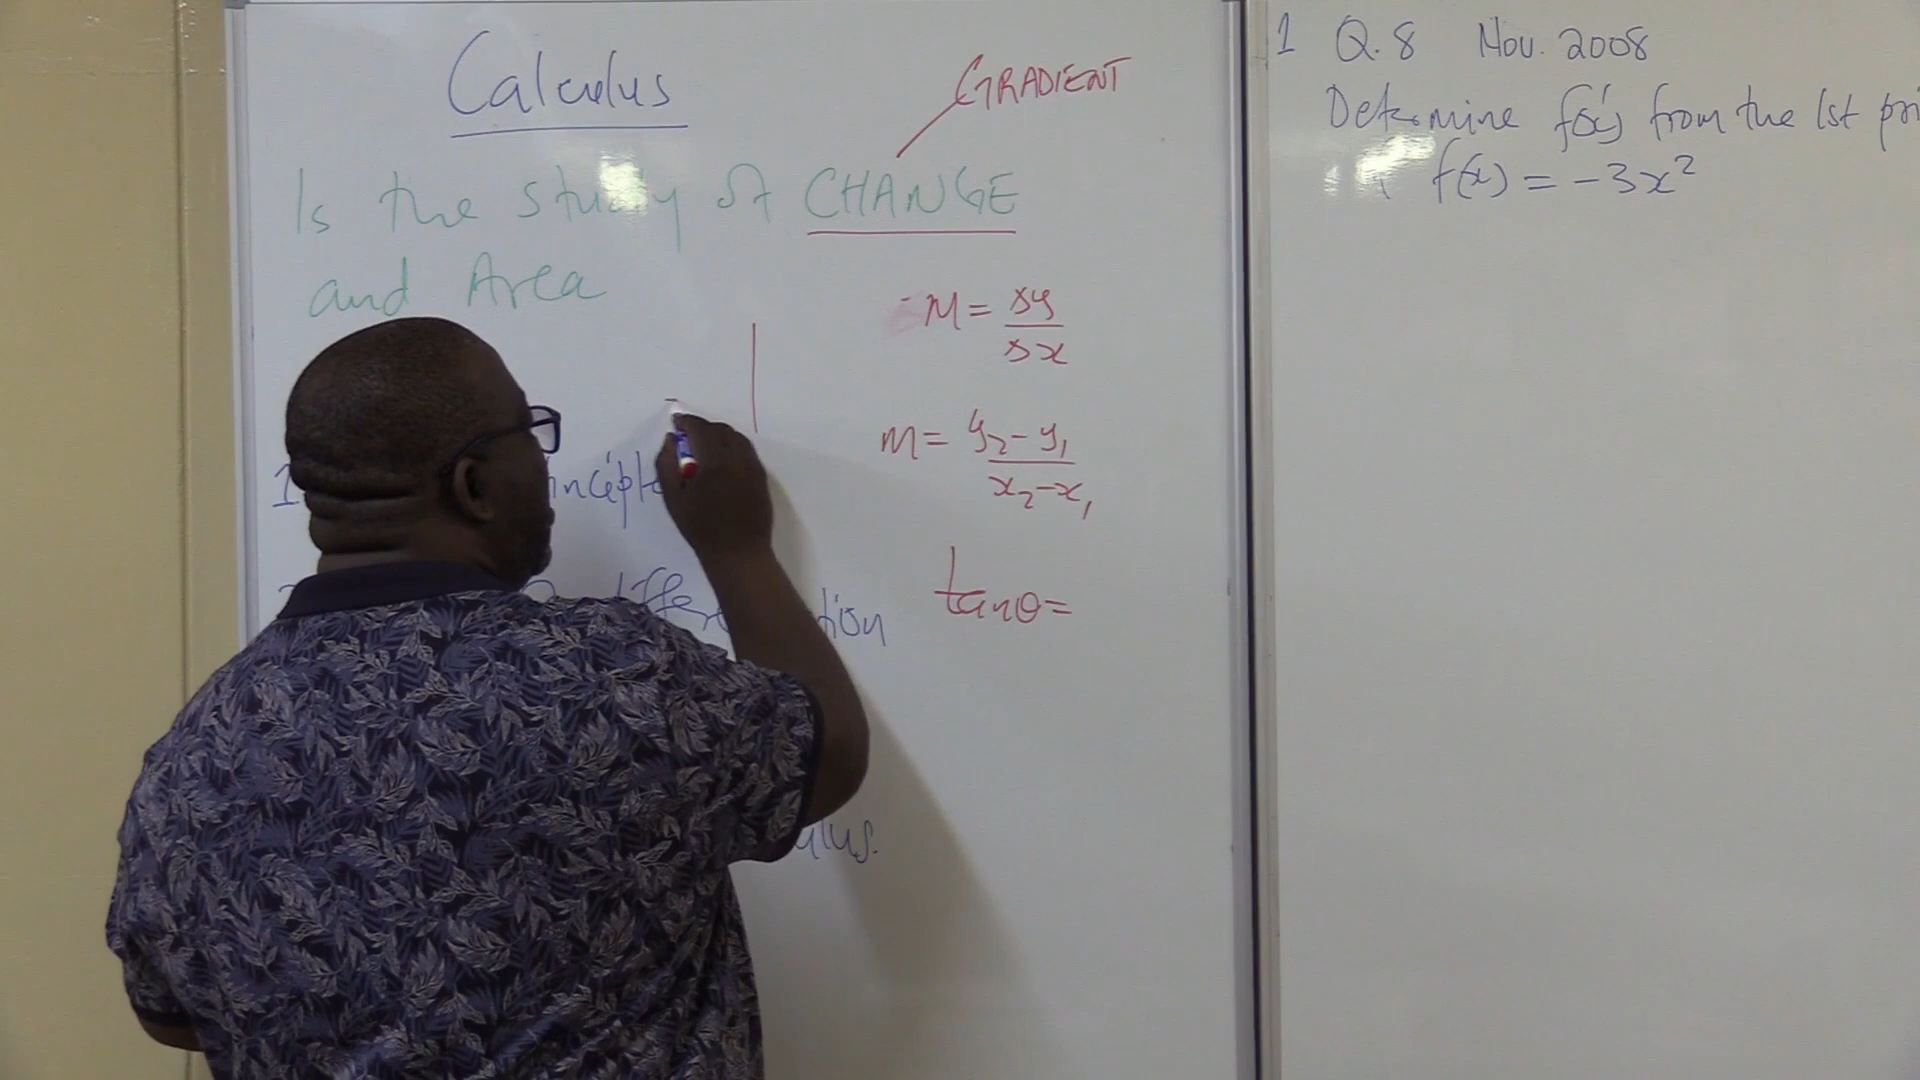 Calculus
GRADIENT
Is the study of CHANGE
and Area
M = Δy
Δx
m = y₂ - y₁
x₂ - x₁
tanθ =
1 Q.8 Nov. 2008
Determine f(x)' from the 1st
f(x) = -3x²